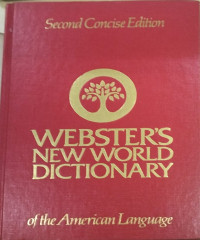 Second Concise Edition
WEBSTER'S
NEW WORLD
DICTIONARY
of the American Language